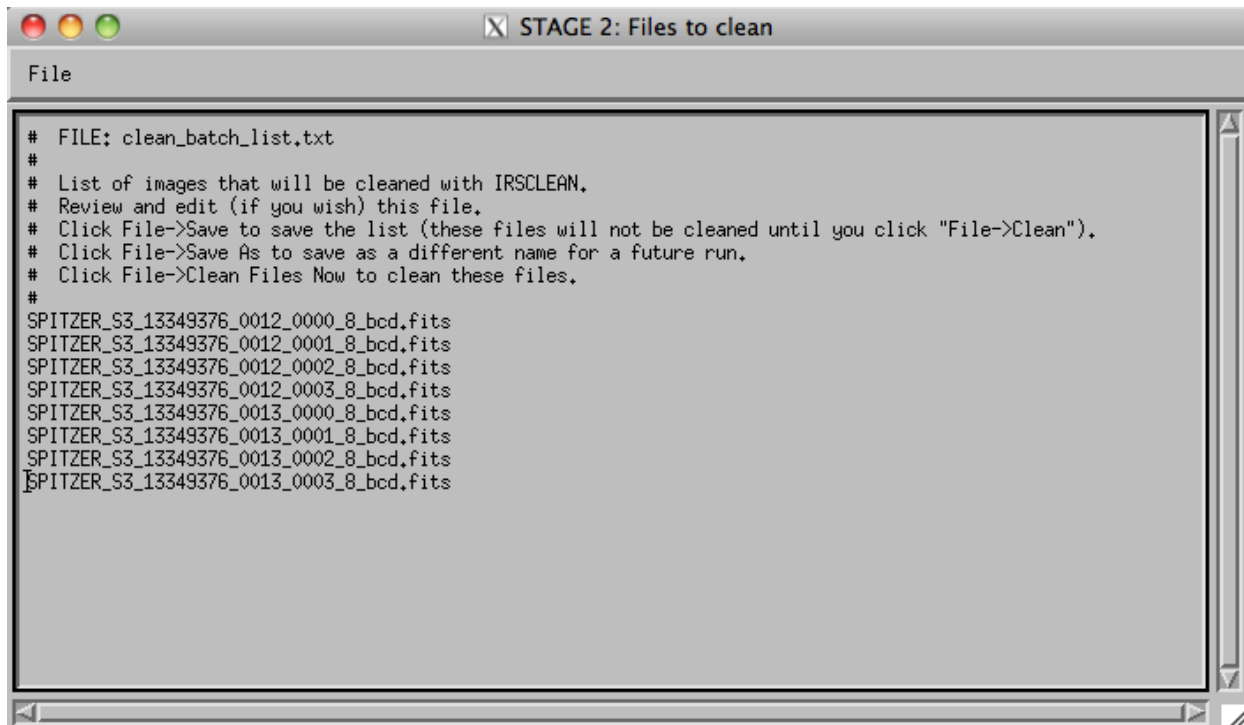 STAGE 2: Files to clean
File
# FILE: clean_batch_list.txt
#
# List of images that will be cleaned with IRSCLEAN.
# Review and edit (if you wish) this file.
# Click File->Save to save the list (these files will not be cleaned until you click "File->Clean").
# Click File->Save As to save as a different name for a future run.
# Click File->Clean Files Now to clean these files.
#
SPITZER_S3_13349376_0012_0000_8_bcd.fits
SPITZER_S3_13349376_0012_0001_8_bcd.fits
SPITZER_S3_13349376_0012_0002_8_bcd.fits
SPITZER_S3_13349376_0012_0003_8_bcd.fits
SPITZER_S3_13349376_0013_0000_8_bcd.fits
SPITZER_S3_13349376_0013_0001_8_bcd.fits
SPITZER_S3_13349376_0013_0002_8_bcd.fits
SPITZER_S3_13349376_0013_0003_8_bcd.fits